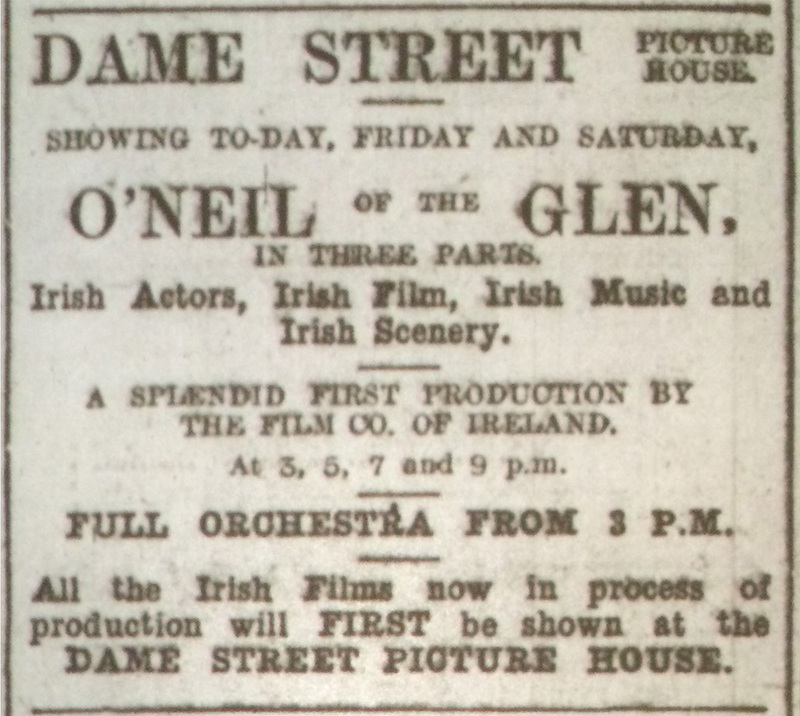 DAME STREET PICTURE HOUSE.
SHOWING TO-DAY, FRIDAY AND SATURDAY,
O'NEIL OF THE GLEN,
IN THREE PARTS.
Irish Actors, Irish Film, Irish Music and
Irish Scenery.
A SPLENDID FIRST PRODUCTION BY
THE FILM CO. OF IRELAND.
At 3, 5, 7 and 9 p.m.
FULL ORCHESTRA FROM 3 P.M.
All the Irish Films now in process of
production will FIRST be shown at the
DAME STREET PICTURE HOUSE.